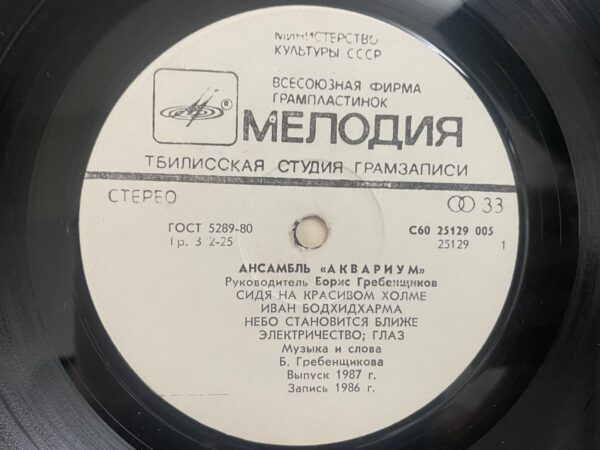 МИНИСТЕРСТВО
КУЛЬТУРЫ СССР
ВСЕСОЮЗНАЯ ФИРМА
ГРАМПЛАСТИНОК
® МЕЛОДИЯ
ТБИЛИССКАЯ СТУДИЯ ГРАМЗАПИСИ
СТЕРЕО 33
ГОСТ 5289-80 С60 25129 005
Гр. 3 2-25 25129 1
АНСАМБЛЬ «АКВАРИУМ»
Руководитель Борис Гребенщиков
СИДЯ НА КРАСИВОМ ХОЛМЕ
ИВАН БОДХИДХАРМА
НЕБО СТАНОВИТСЯ БЛИЖЕ
ЭЛЕКТРИЧЕСТВО; ГЛАЗ
Музыка и слова
Б. Гребенщикова
Выпуск 1987 г.
Запись 1986 г.